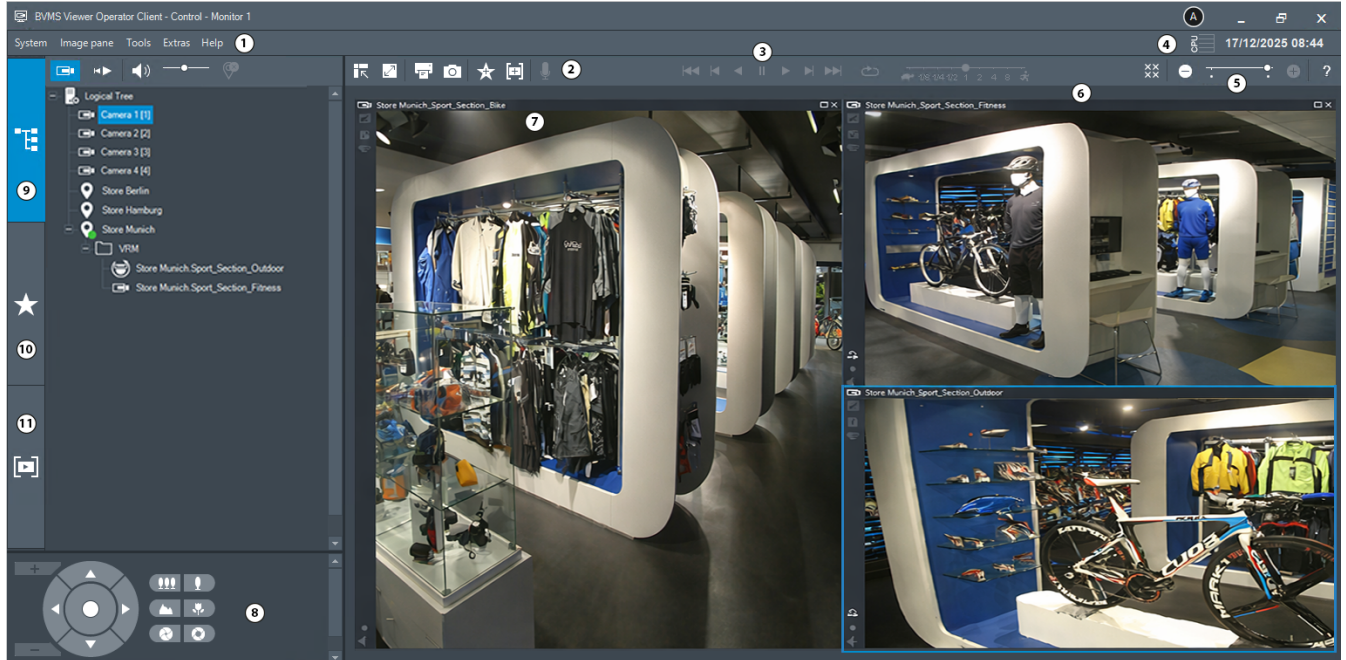 BVMS Viewer Operator Client - Control - Monitor 1
A
System Image pane Tools Extras Help 1
3
4
17/12/2025 08:44
2
1/6 1/4 1/2 1 2 4 8
5
?
6
Logical Tree
Camera 1 [1]
Camera 2 [2]
Camera 3 [3]
Camera 4 [4]
Store Berlin
Store Hamburg
Store Munich
VRM
Store Munich.Sport_Section_Outdoor
Store Munich.Sport_Section_Fitness
9
10
11
8
Store Munich_Sport_Section_Bike
7
Store Munich_Sport_Section_Fitness
Store Munich_Sport_Section_Outdoor
CUBE